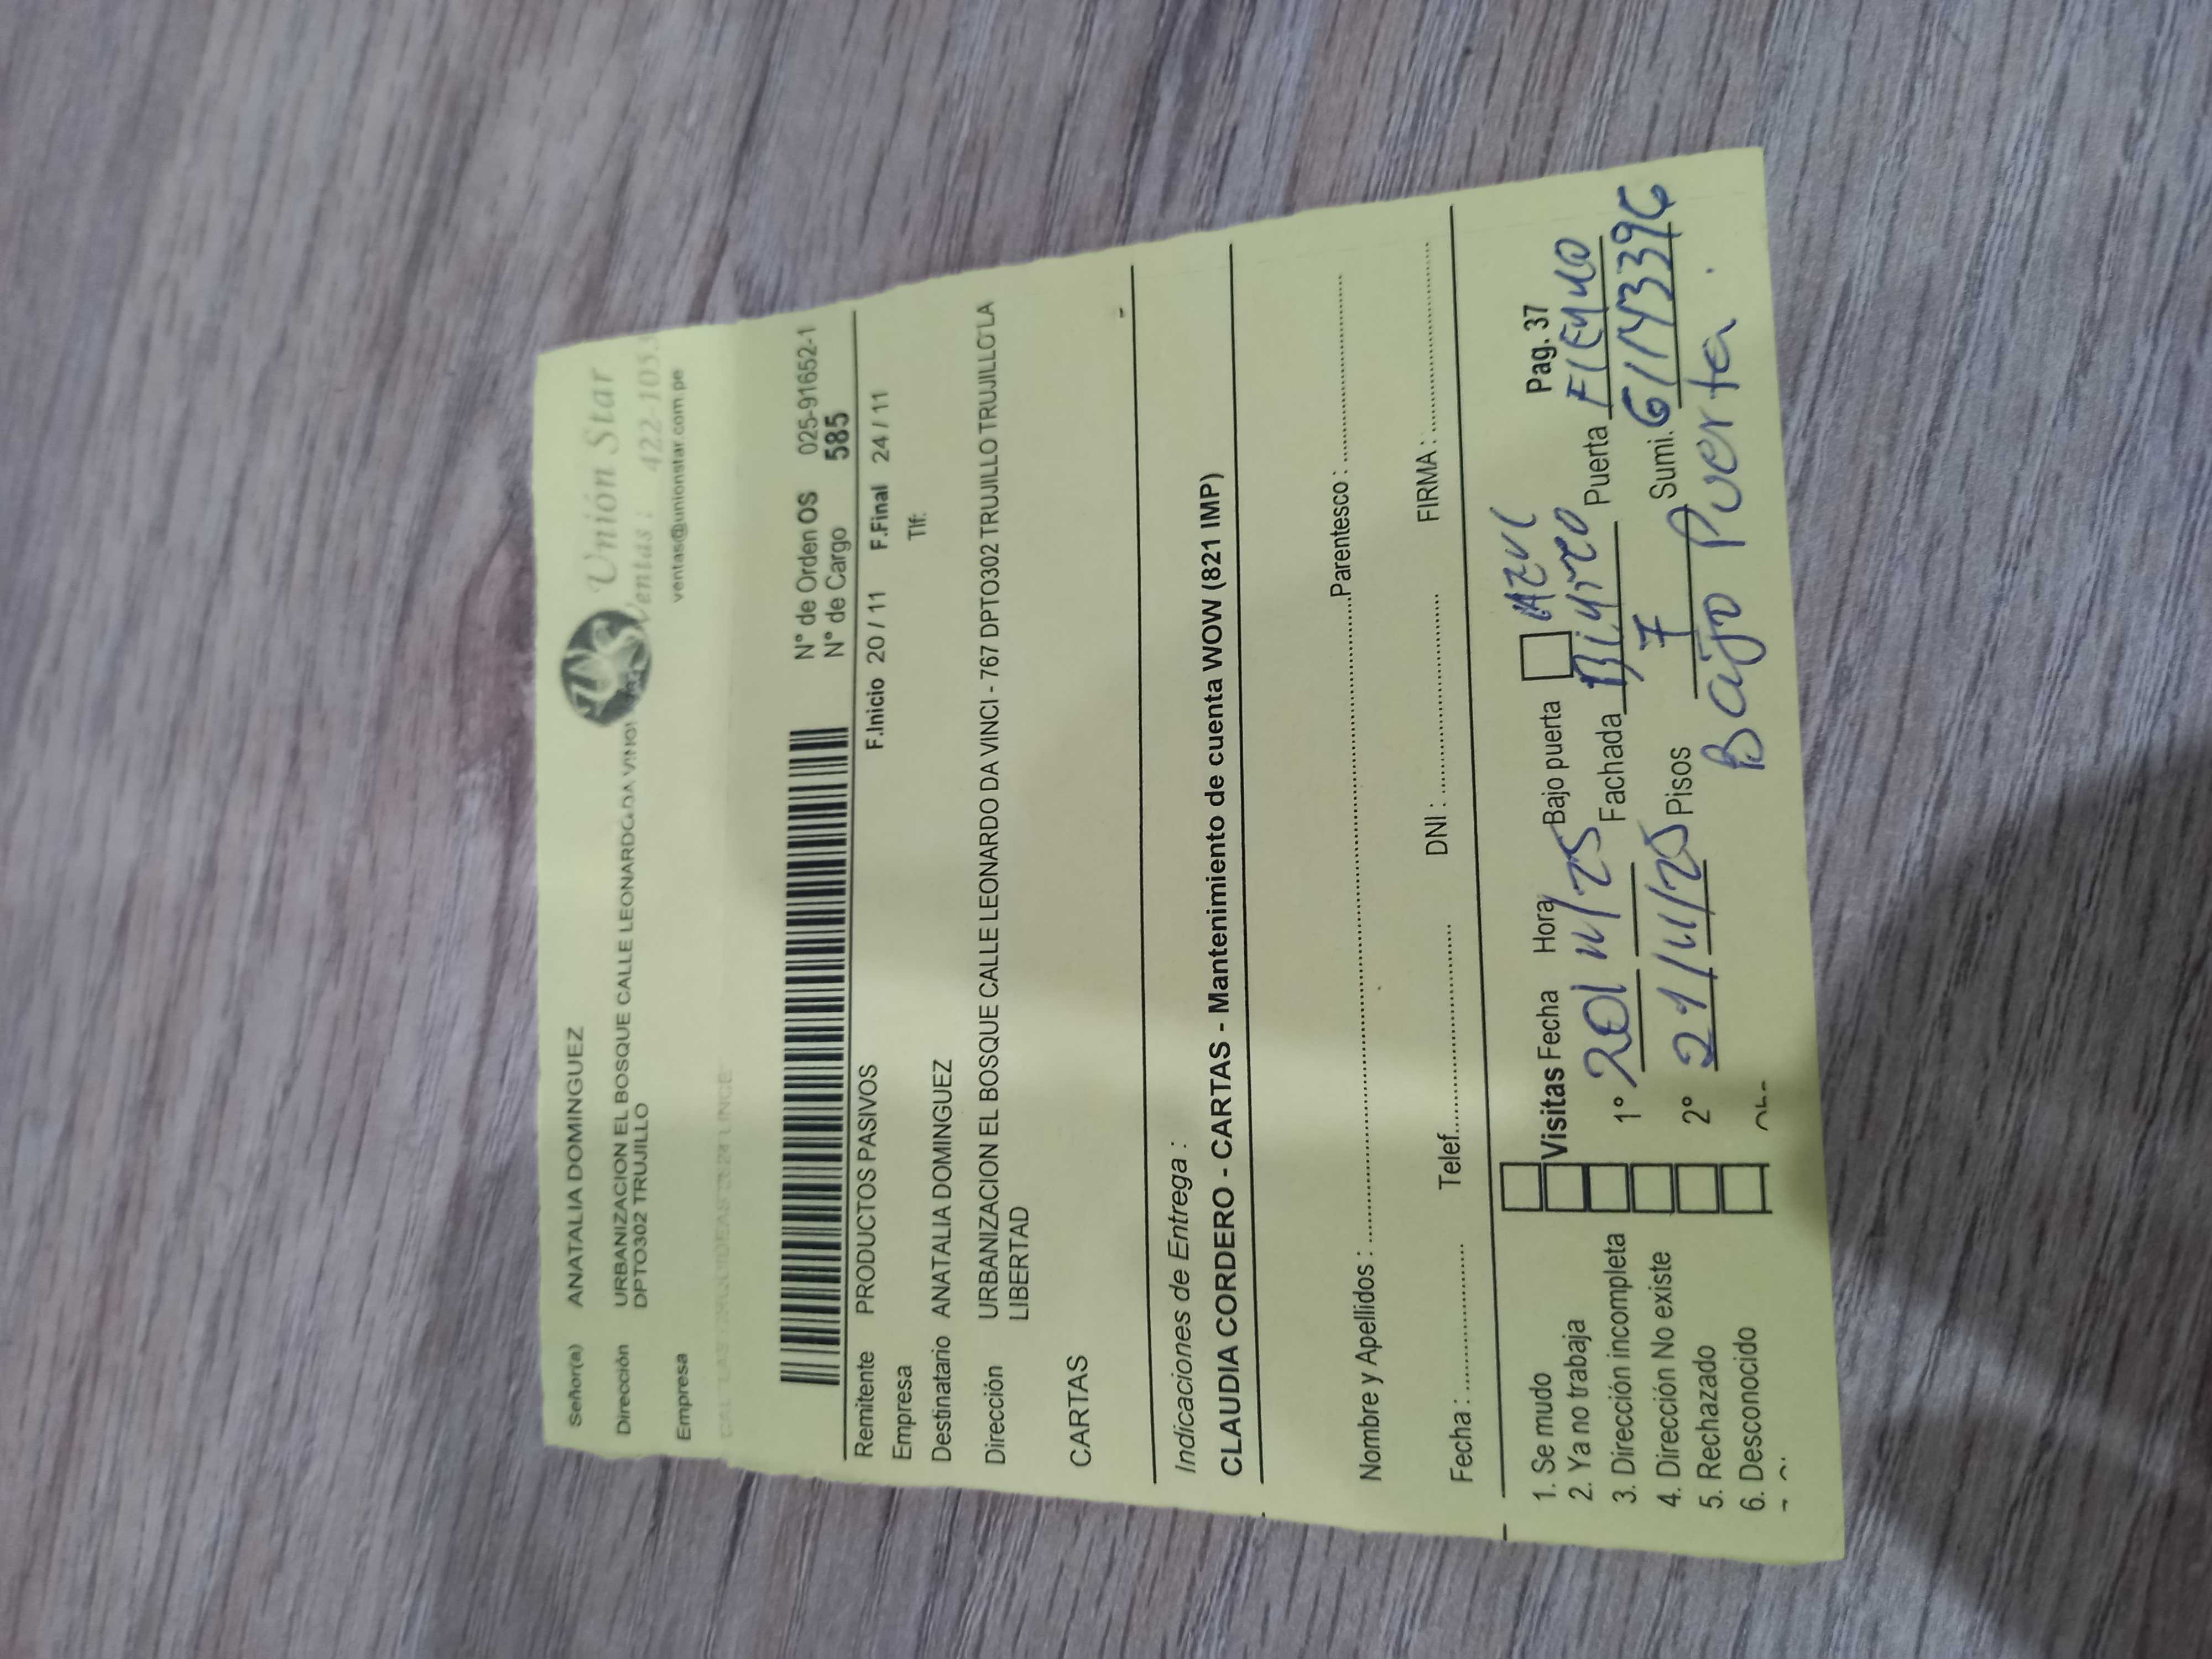 Señor(a) ANATALIA DOMINGUEZ
Unión Star
Dirección URBANIZACION EL BOSQUE CALLE LEONARDO DA VINCI
Ventas : 422-105
DPTO302 TRUJILLO
ventas@unionstar.com.pe
Empresa
N° de Orden OS 025-91652-1
N° de Cargo 585
Remitente PRODUCTOS PASIVOS F.Inicio 20 / 11 F.Final 24 / 11
Empresa Tlf:
Destinatario ANATALIA DOMINGUEZ
Dirección URBANIZACION EL BOSQUE CALLE LEONARDO DA VINCI - 767 DPTO302 TRUJILLO TRUJILLO LA
LIBERTAD
CARTAS
Indicaciones de Entrega :
CLAUDIA CORDERO - CARTAS - Mantenimiento de cuenta WOW (821 IMP)
Nombre y Apellidos : Parentesco :
Fecha : Telef. DNI : FIRMA :
1. Se mudo Visitas Fecha Hora Bajo puerta Azul Pag. 37
2. Ya no trabaja 1° 20/11/25 Fachada Blanco Puerta Fierro
3. Dirección incompleta
4. Dirección No existe 2° 21/11/25 Pisos 7 Sumi. 61143396
5. Rechazado Bajo Puerta.
6. Desconocido